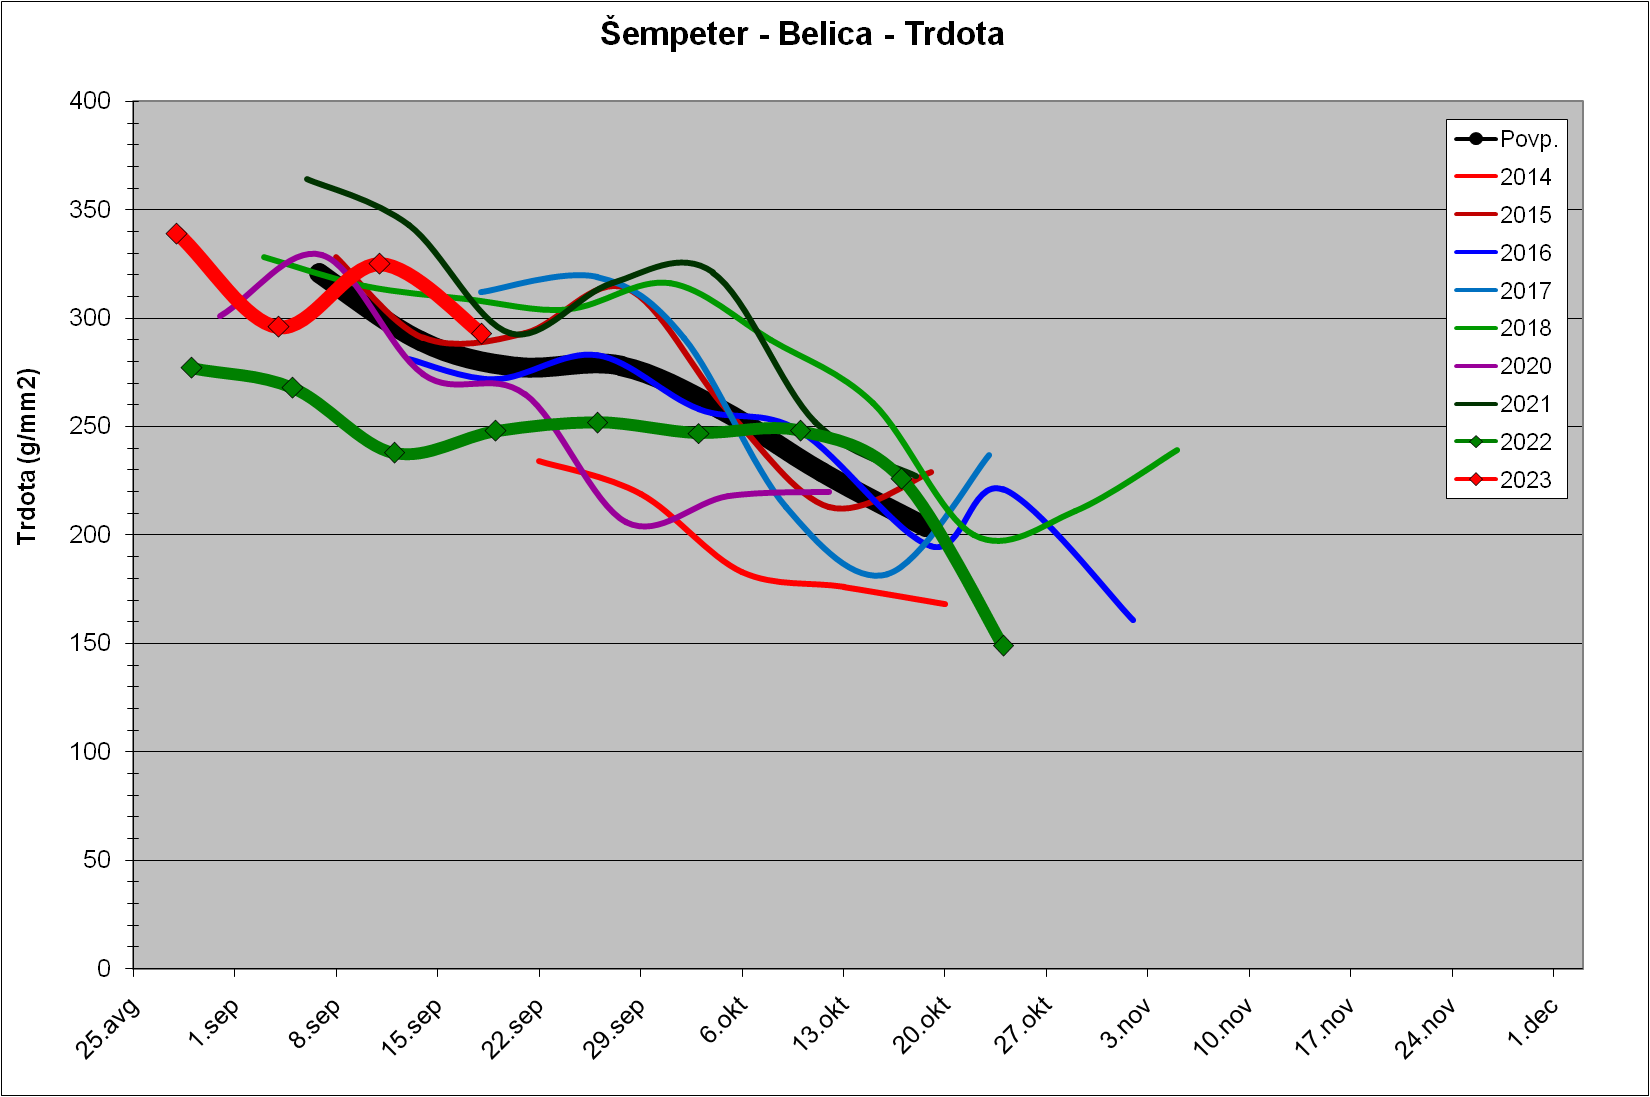 Šempeter - Belica - Trdota
Trdota (g/mm2)
400
350
300
250
200
150
100
50
0
25.avg
1.sep
8.sep
15.sep
22.sep
29.sep
6.okt
13.okt
20.okt
27.okt
3.nov
10.nov
17.nov
24.nov
1.dec
Povp.
2014
2015
2016
2017
2018
2020
2021
2022
2023